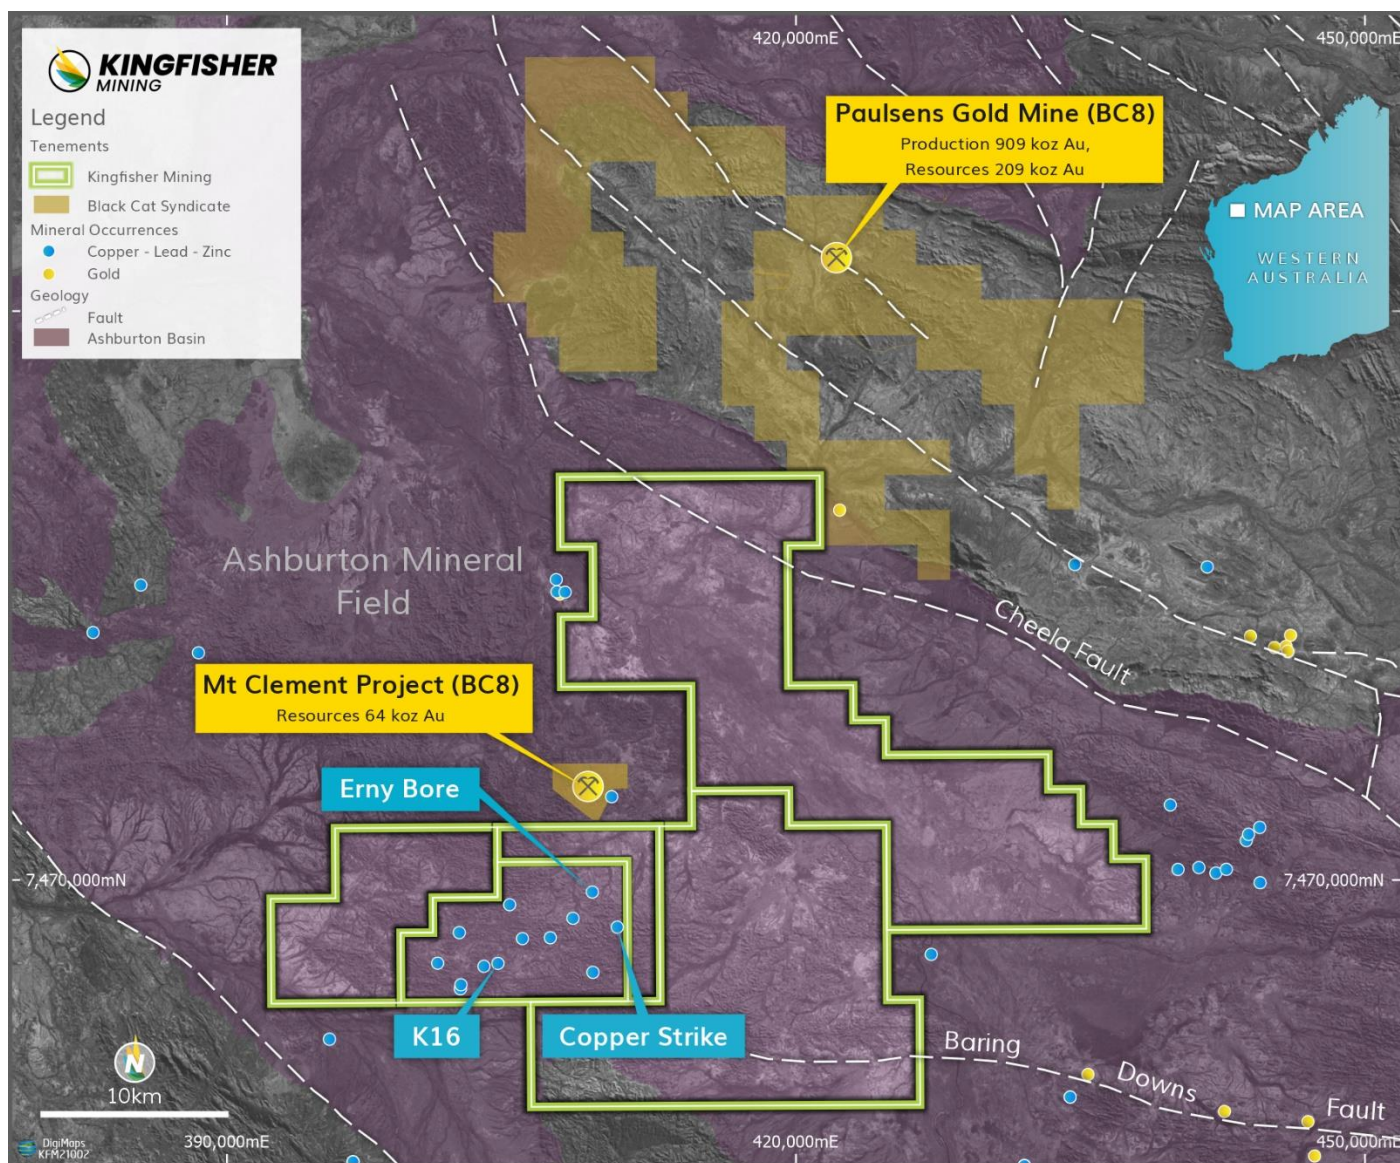 KINGFISHER
MINING
Legend
Tenements
Kingfisher Mining
Black Cat Syndicate
Mineral Occurrences
Copper - Lead - Zinc
Gold
Geology
Fault
Ashburton Basin
420,000mE
450,000mE
Paulsens Gold Mine (BC8)
Production 909 koz Au,
Resources 209 koz Au
MAP AREA
WESTERN
AUSTRALIA
Ashburton Mineral
Field
Cheela Fault
Mt Clement Project (BC8)
Resources 64 koz Au
Erny Bore
7,470,000mN
7,470,000mN
K16
Copper Strike
Baring
Downs
Fault
N
10km
DigiMaps
KFM21002
390,000mE
420,000mE
450,000mE